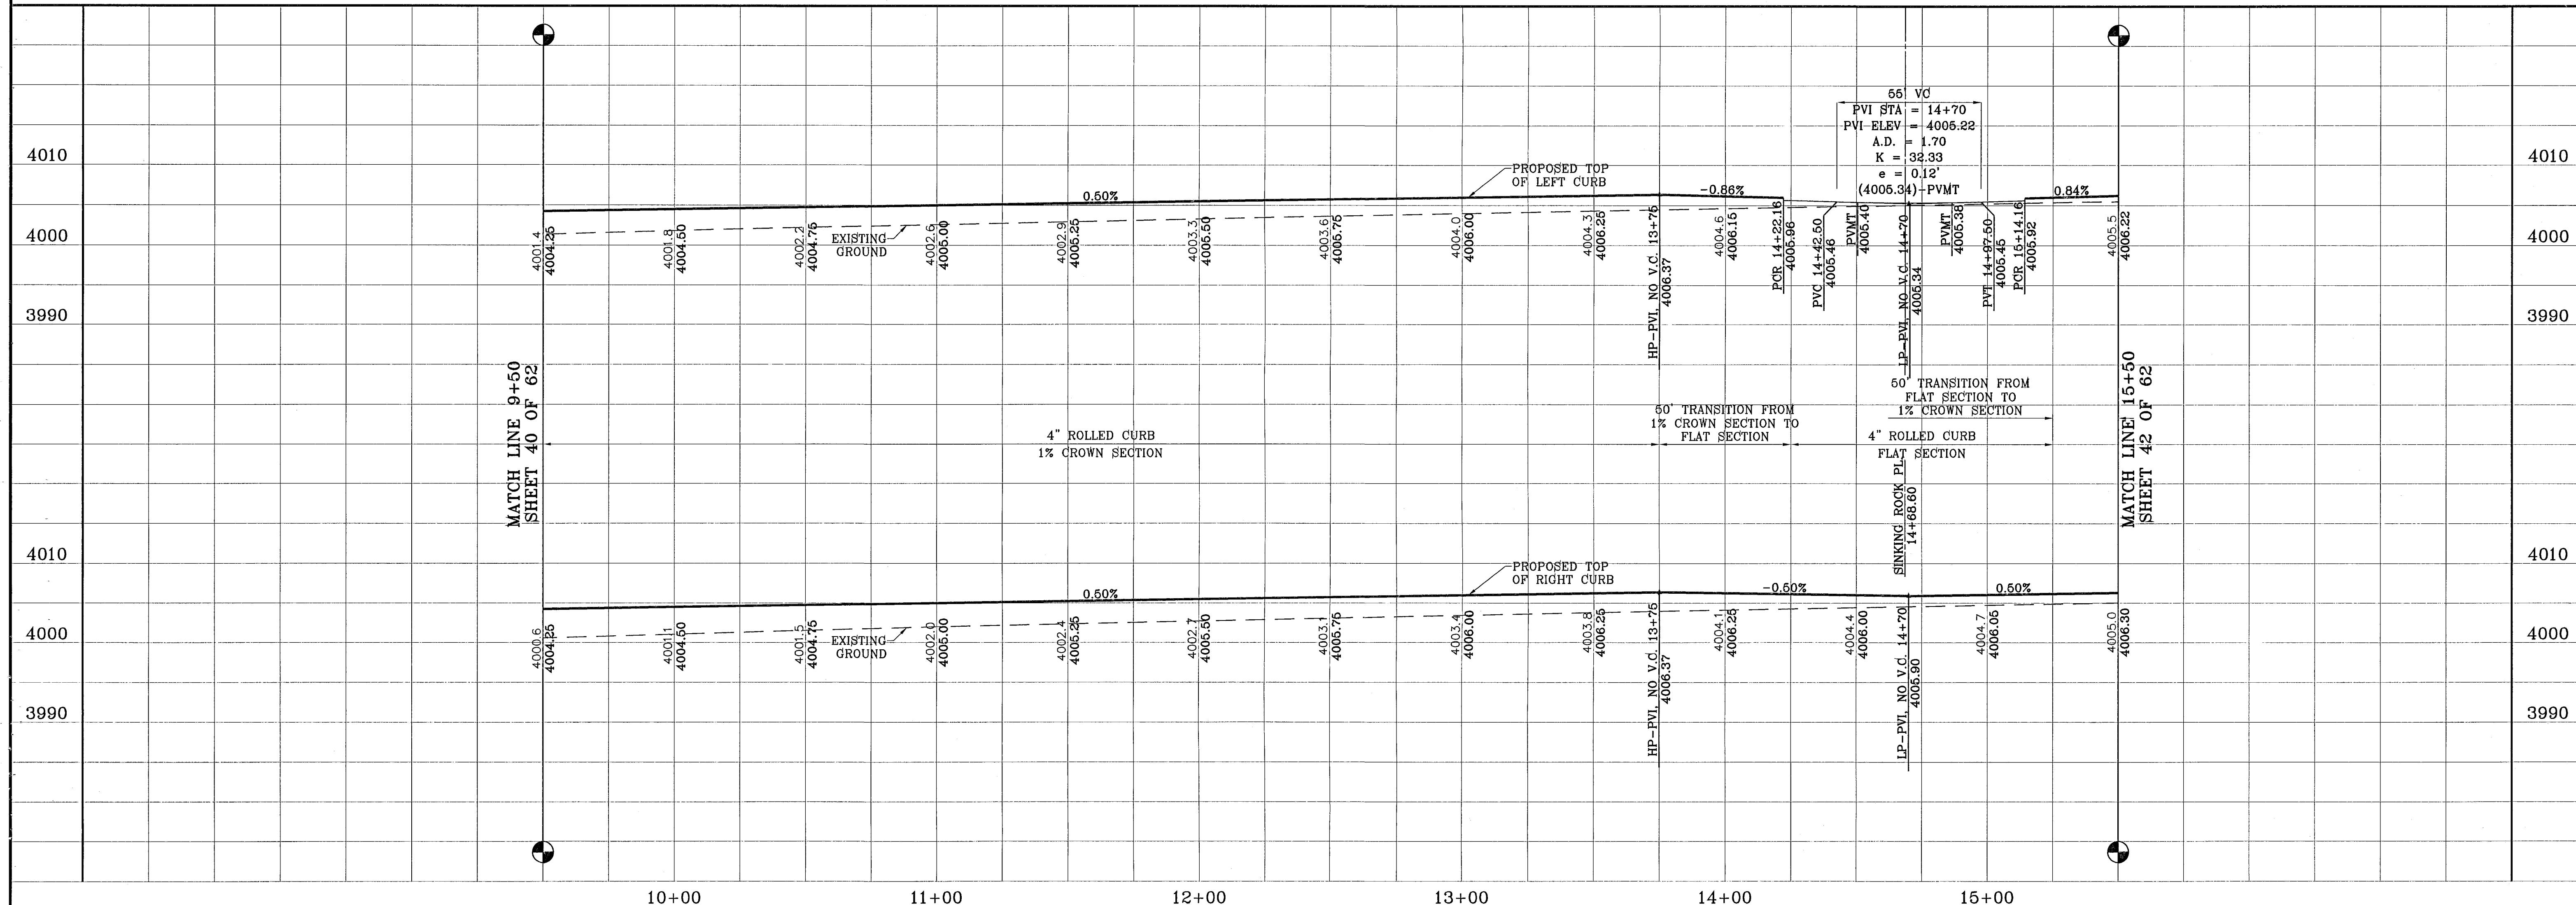 55' VC
PVI STA = 14+70
PVI ELEV = 4005.22
A.D. = 1.70
K = 32.33
e = 0.12'
(4005.34)-PVMT
4010
4010
PROPOSED TOP
OF LEFT CURB
0.50%
-0.86%
0.84%
4000
4000
EXISTING
GROUND
4001.4
4004.25
4001.8
4004.50
4002.2
4004.75
4002.6
4005.00
4002.9
4005.25
4003.3
4005.50
4003.6
4005.75
4004.0
4006.00
4004.3
4006.25
HP-PVI, NO V.C. 13+75
4006.37
4004.6
4006.15
PCR 14+22.16
4005.96
PVC 14+42.50
4005.46
PVMT
4005.40
LP-PVI, NO V.C. 14+70
4005.34
PVMT
4005.38
PVT 14+97.50
4005.45
PCR 15+14.16
4005.92
4005.5
4006.22
3990
3990
MATCH LINE 9+50
SHEET 40 OF 62
MATCH LINE 15+50
SHEET 42 OF 62
50' TRANSITION FROM
FLAT SECTION TO
1% CROWN SECTION
50' TRANSITION FROM
1% CROWN SECTION TO
FLAT SECTION
4" ROLLED CURB
1% CROWN SECTION
4" ROLLED CURB
FLAT SECTION
SINKING ROCK PL
14+68.60
4010
4010
PROPOSED TOP
OF RIGHT CURB
0.50%
-0.50%
0.50%
4000
4000
EXISTING
GROUND
4000.6
4004.25
4001.1
4004.50
4001.5
4004.75
4002.0
4005.00
4002.4
4005.25
4002.7
4005.50
4003.1
4005.75
4003.4
4006.00
4003.8
4006.25
HP-PVI, NO V.C. 13+75
4006.37
4004.1
4006.25
4004.4
4006.00
LP-PVI, NO V.C. 14+70
4005.90
4004.7
4006.05
4005.0
4006.30
3990
3990
10+00
11+00
12+00
13+00
14+00
15+00